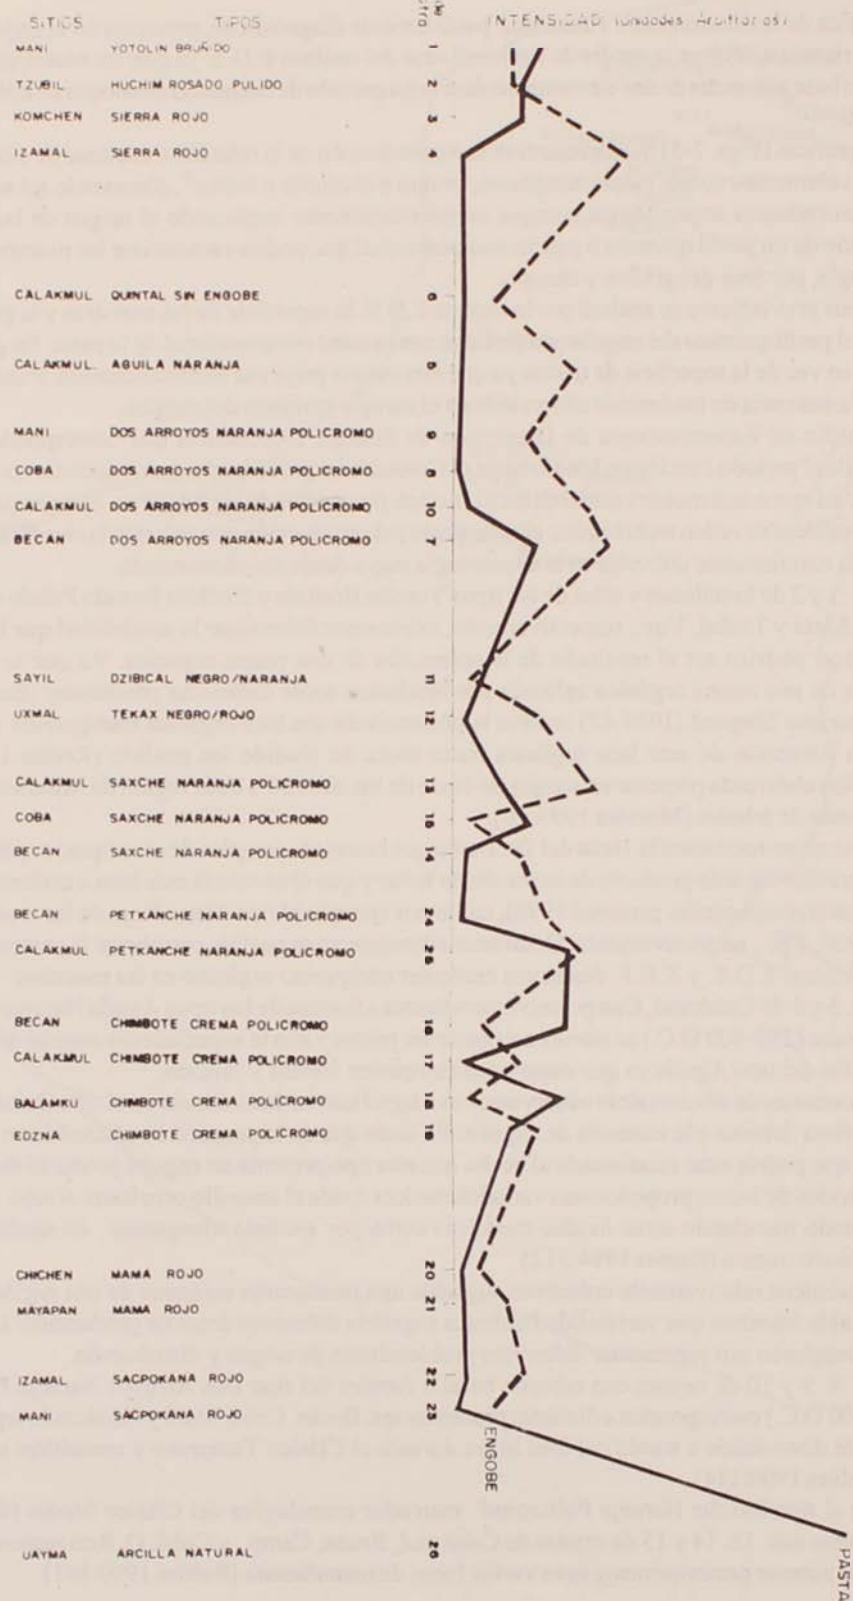 SITIOS TIPOS INTENSIDAD (Unidades Arbitrarias)
MANI YOTOLIN BRUÑIDO 1
TZUBIL HUCHIM ROSADO PULIDO 2
KOMCHEN SIERRA ROJO 3
IZAMAL SIERRA ROJO 4
CALAKMUL QUINTAL SIN ENGOBE 6
CALAKMUL AGUILA NARANJA 5
MANI DOS ARROYOS NARANJA POLICROMO 9
COBA DOS ARROYOS NARANJA POLICROMO 8
CALAKMUL DOS ARROYOS NARANJA POLICROMO 10
BECAN DOS ARROYOS NARANJA POLICROMO 7
SAYIL DZIBICAL NEGRO/NARANJA 11
UXMAL TEKAX NEGRO/ROJO 12
CALAKMUL SAXCHE NARANJA POLICROMO 13
COBA SAXCHE NARANJA POLICROMO 15
BECAN SAXCHE NARANJA POLICROMO 14
BECAN PETKANCHE NARANJA POLICROMO 24
CALAKMUL PETKANCHE NARANJA POLICROMO 25
BECAN CHIMBOTE CREMA POLICROMO 16
CALAKMUL CHIMBOTE CREMA POLICROMO 17
BALAMKU CHIMBOTE CREMA POLICROMO 18
EDZNA CHIMBOTE CREMA POLICROMO 19
CHICHEN MAMA ROJO 20
MAYAPAN MAMA ROJO 21
IZAMAL SACPOKANA ROJO 22
MANI SACPOKANA ROJO 23
ENGOBE
UAYMA ARCILLA NATURAL 26
PASTA